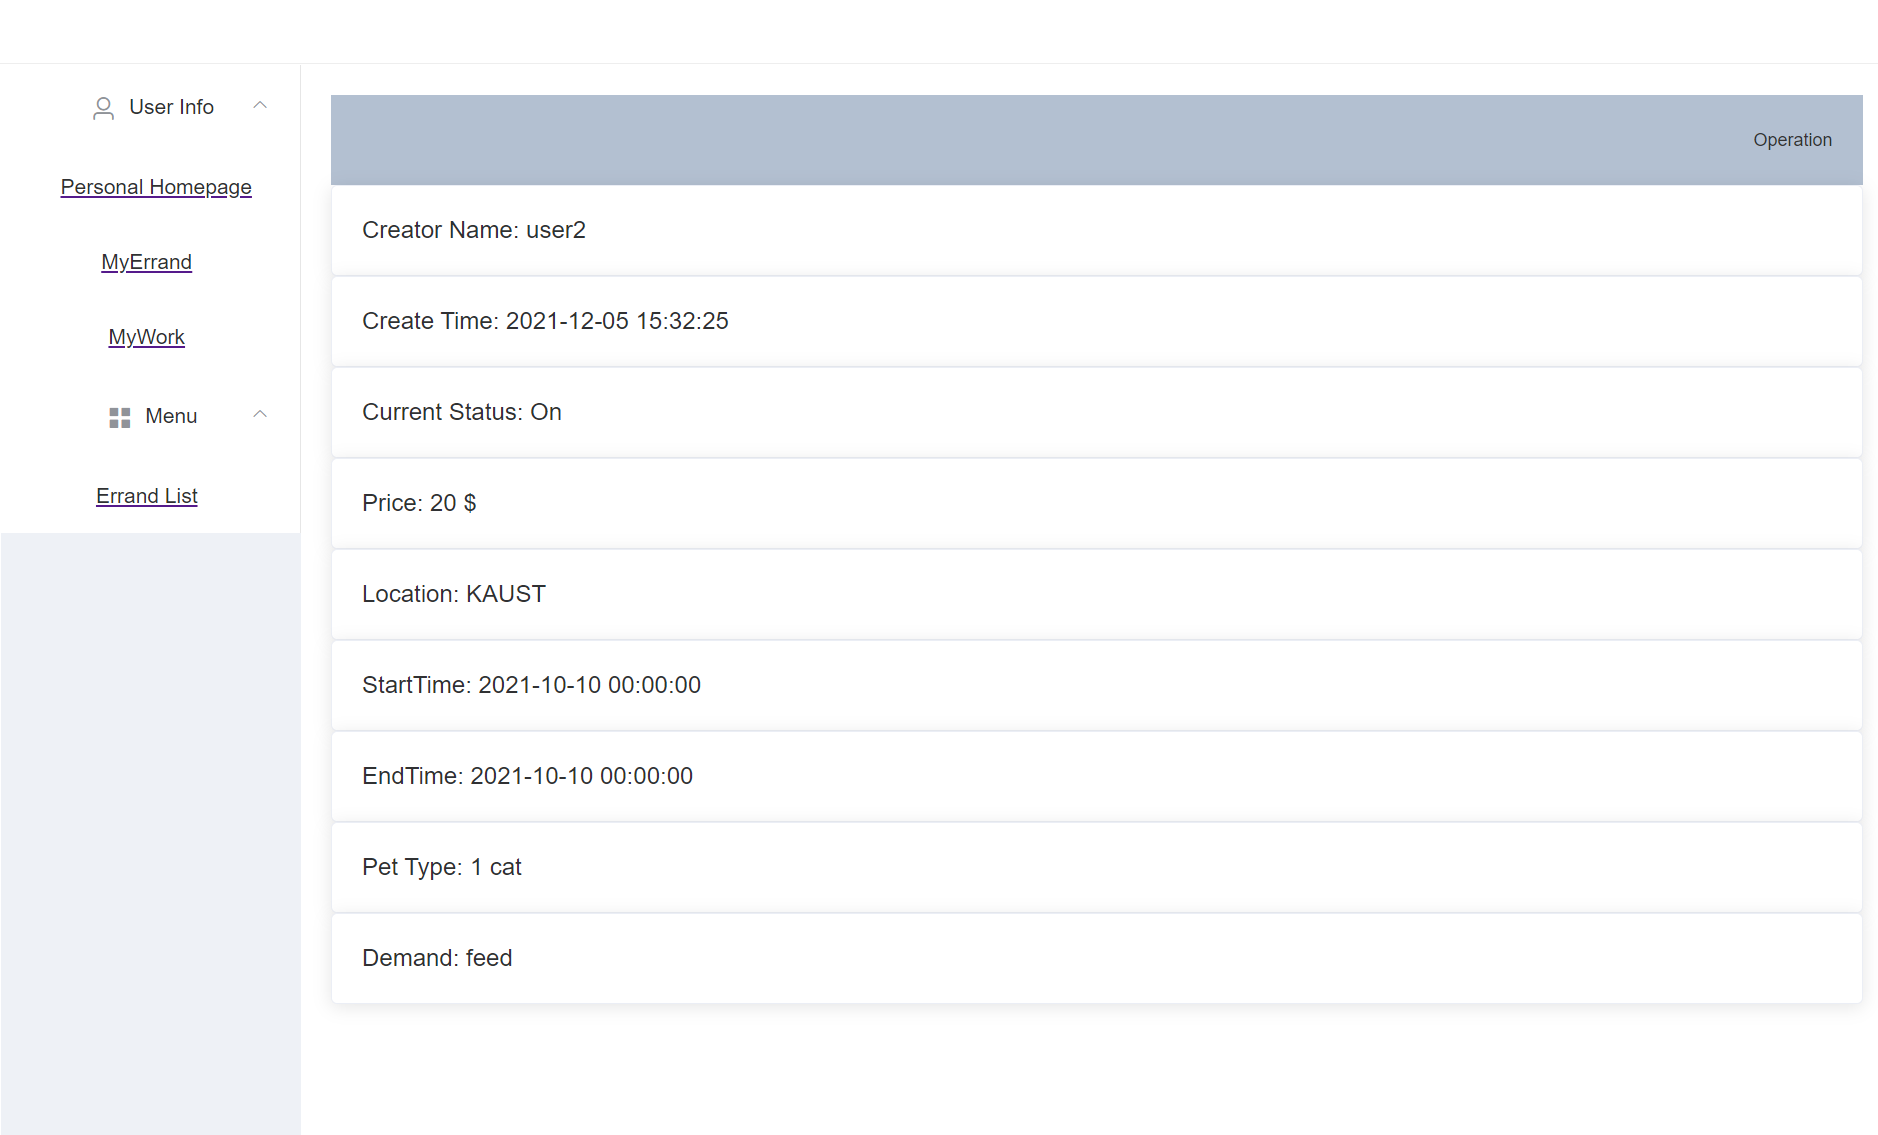 User Info
Personal Homepage
MyErrand
MyWork
Menu
Errand List
Operation
Creator Name: user2
Create Time: 2021-12-05 15:32:25
Current Status: On
Price: 20 $
Location: KAUST
StartTime: 2021-10-10 00:00:00
EndTime: 2021-10-10 00:00:00
Pet Type: 1 cat
Demand: feed